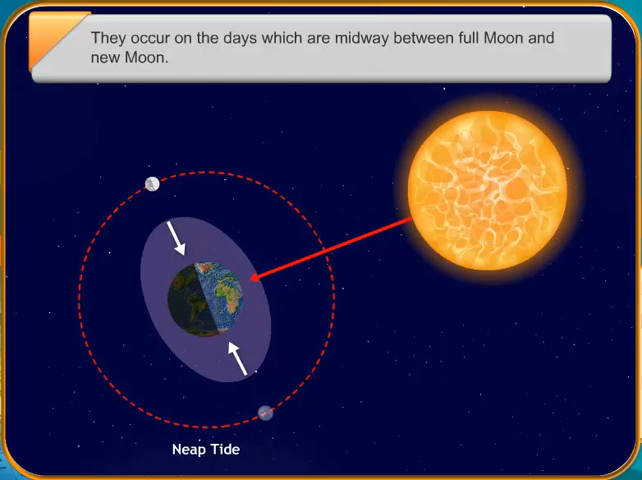 They occur on the days which are midway between full Moon and
new Moon.
Neap Tide